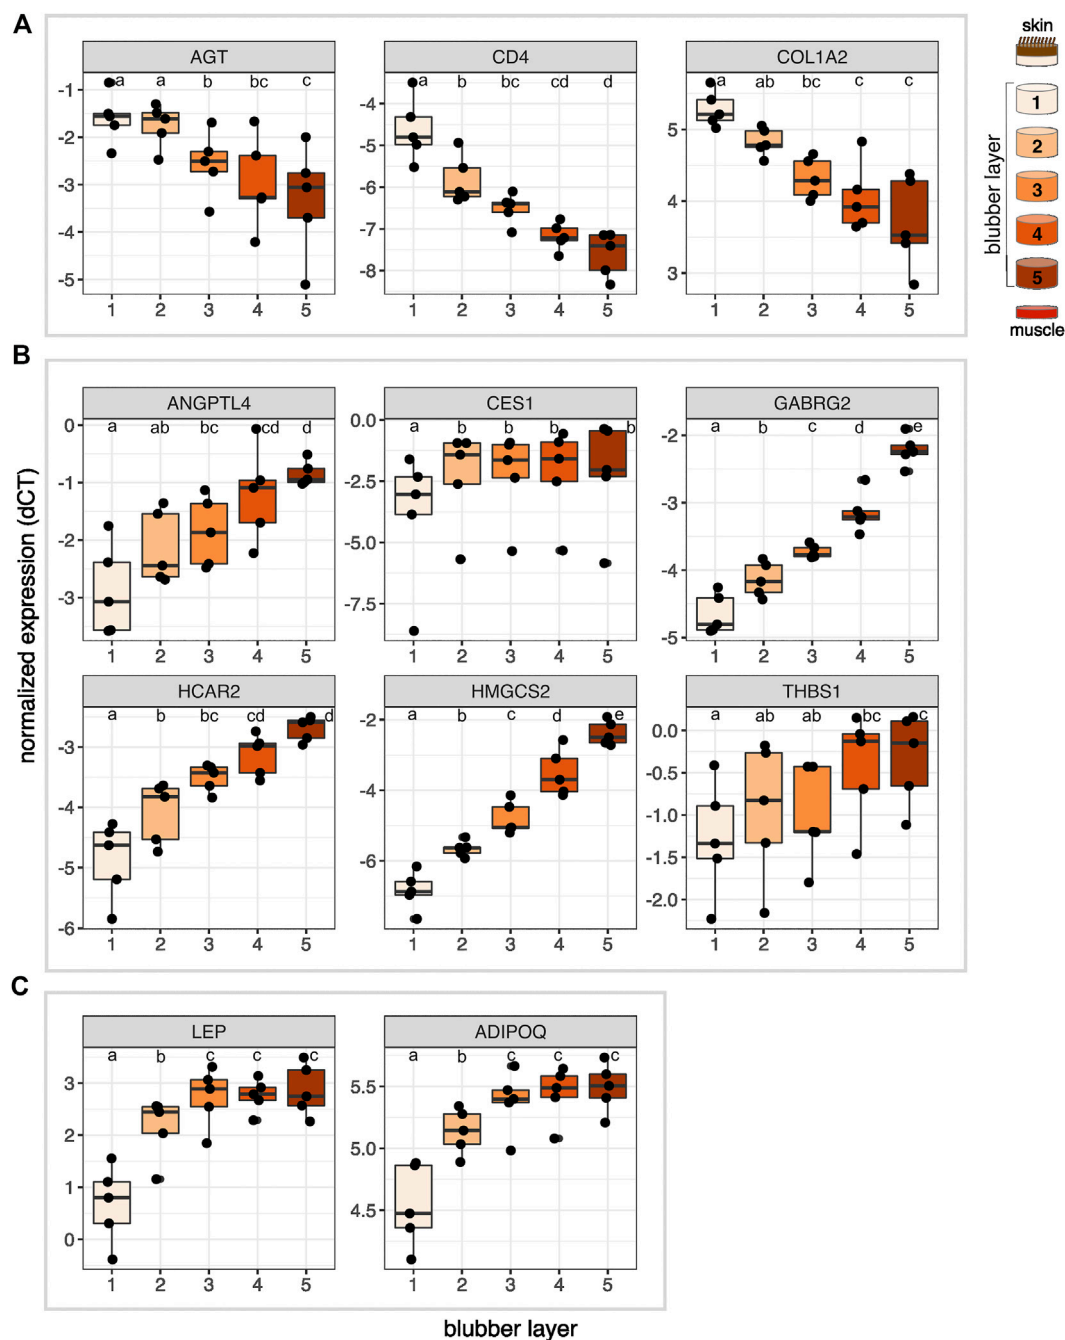 A
skin
AGT
CD4
COL1A2
a a b bc c
a b bc cd d
a ab bc c c
-1
-2
-3
-4
-5
-4
-5
-6
-7
-8
5
4
3
1 2 3 4 5
1 2 3 4 5
1 2 3 4 5
1
2
3
4
5
blubber layer
muscle
B
normalized expression (dCT)
ANGPTL4
CES1
GABRG2
a ab bc cd d
a b b b b
a b c d e
0
-1
-2
-3
0.0
-2.5
-5.0
-7.5
-2
-3
-4
-5
1 2 3 4 5
1 2 3 4 5
1 2 3 4 5
HCAR2
HMGCS2
THBS1
a b bc cd d
a b c d e
a ab ab bc c
-3
-4
-5
-6
-2
-4
-6
0.0
-0.5
-1.0
-1.5
-2.0
1 2 3 4 5
1 2 3 4 5
1 2 3 4 5
C
LEP
ADIPOQ
a b c c c
a b c c c
3
2
1
0
5.5
5.0
4.5
1 2 3 4 5
1 2 3 4 5
blubber layer